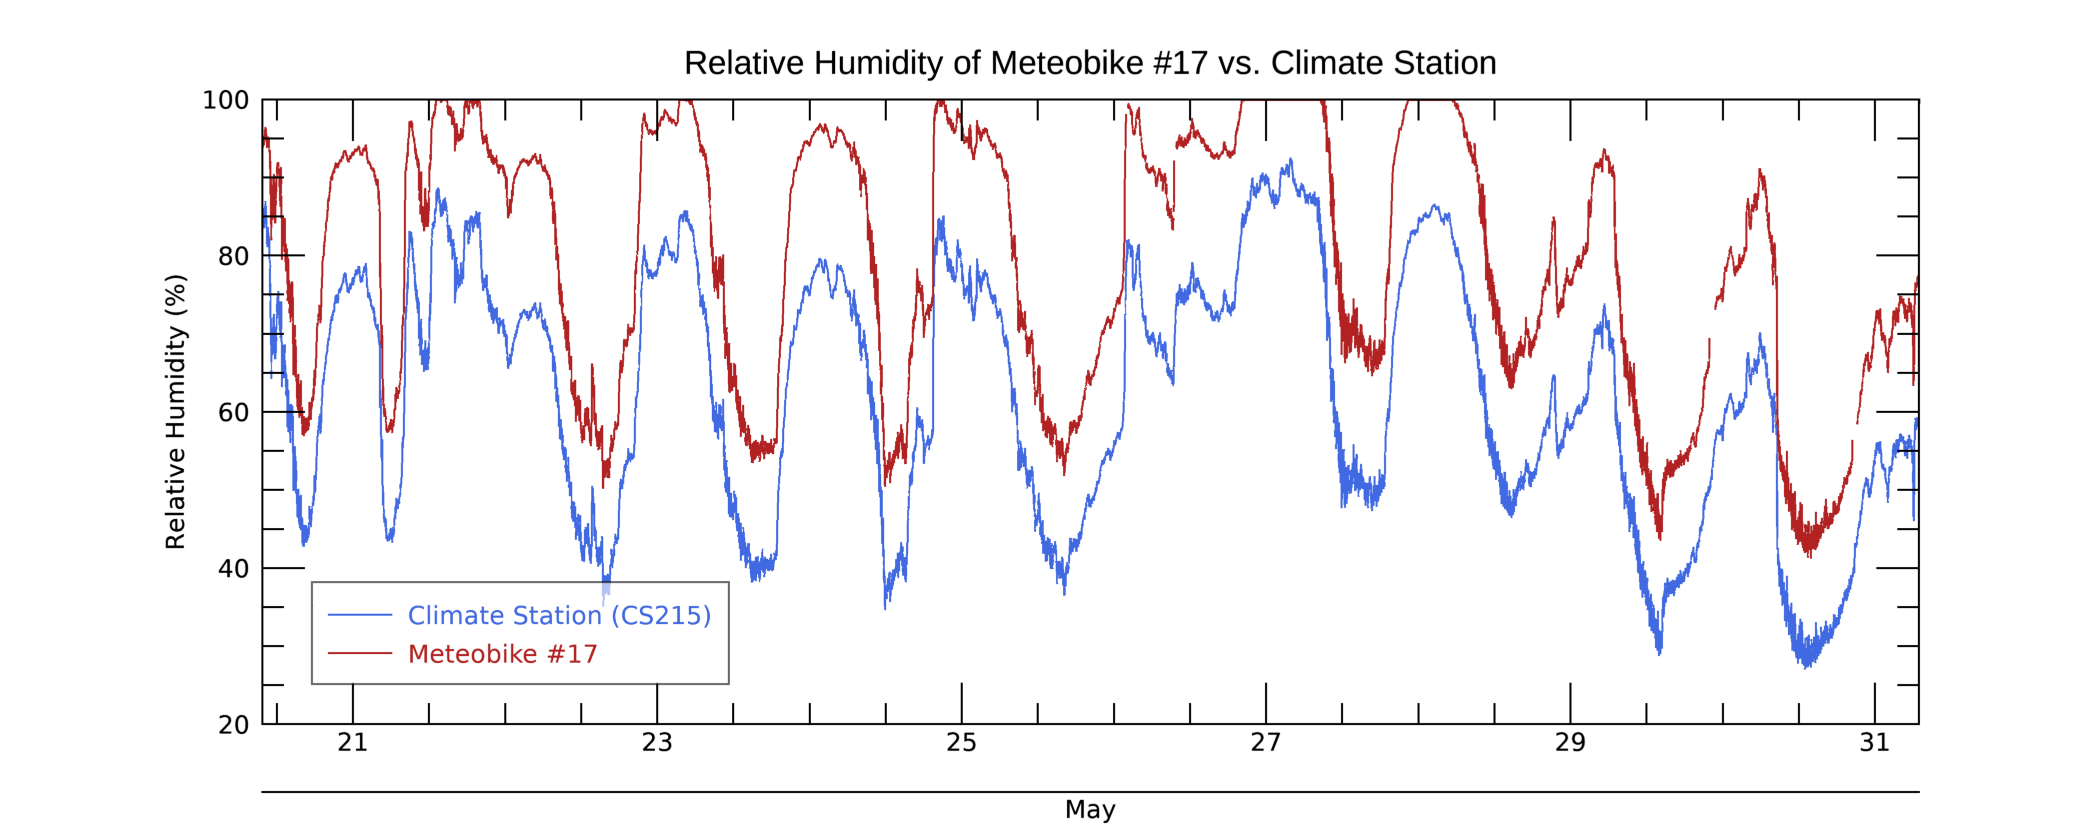 Relative Humidity of Meteobike #17 vs. Climate Station
Relative Humidity (%)
100
80
60
40
20
Climate Station (CS215)
Meteobike #17
21 23 25 27 29 31
May